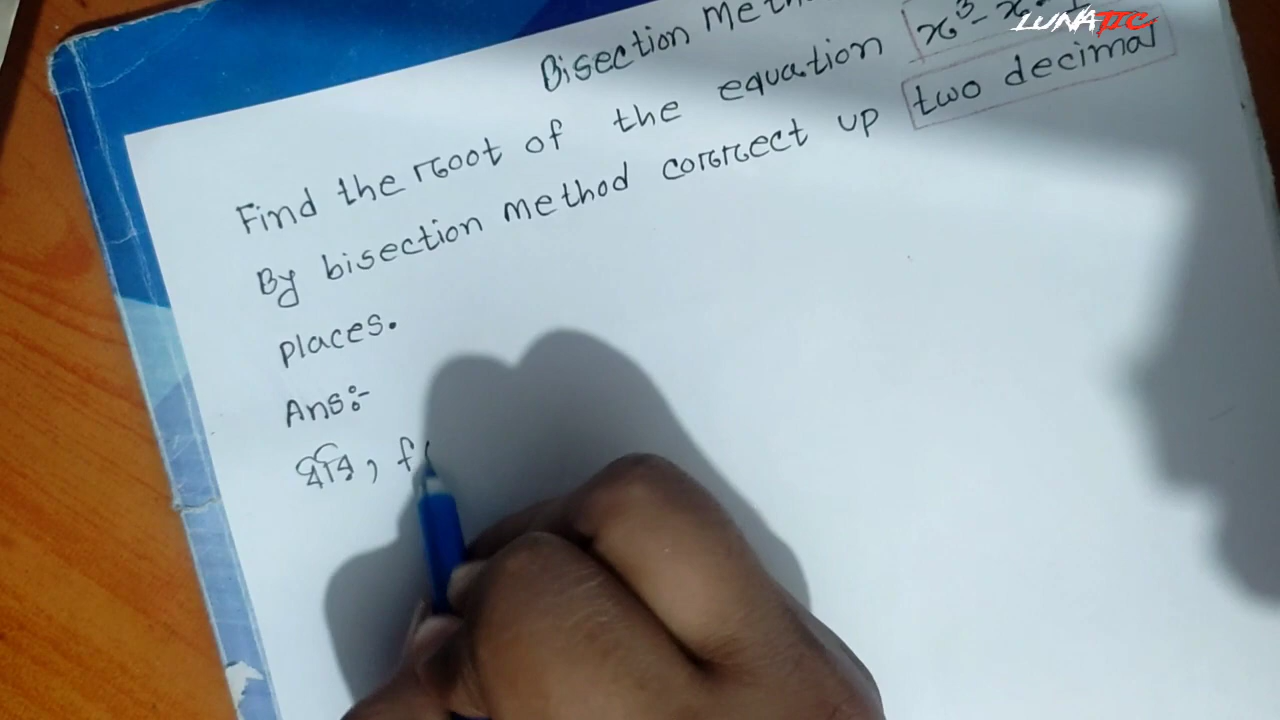 LUNATIC
Bisection Meth
Find the root of the equation x³-x
By bisection method correct up two decimal
places.
Ans:-
ধরি, f(